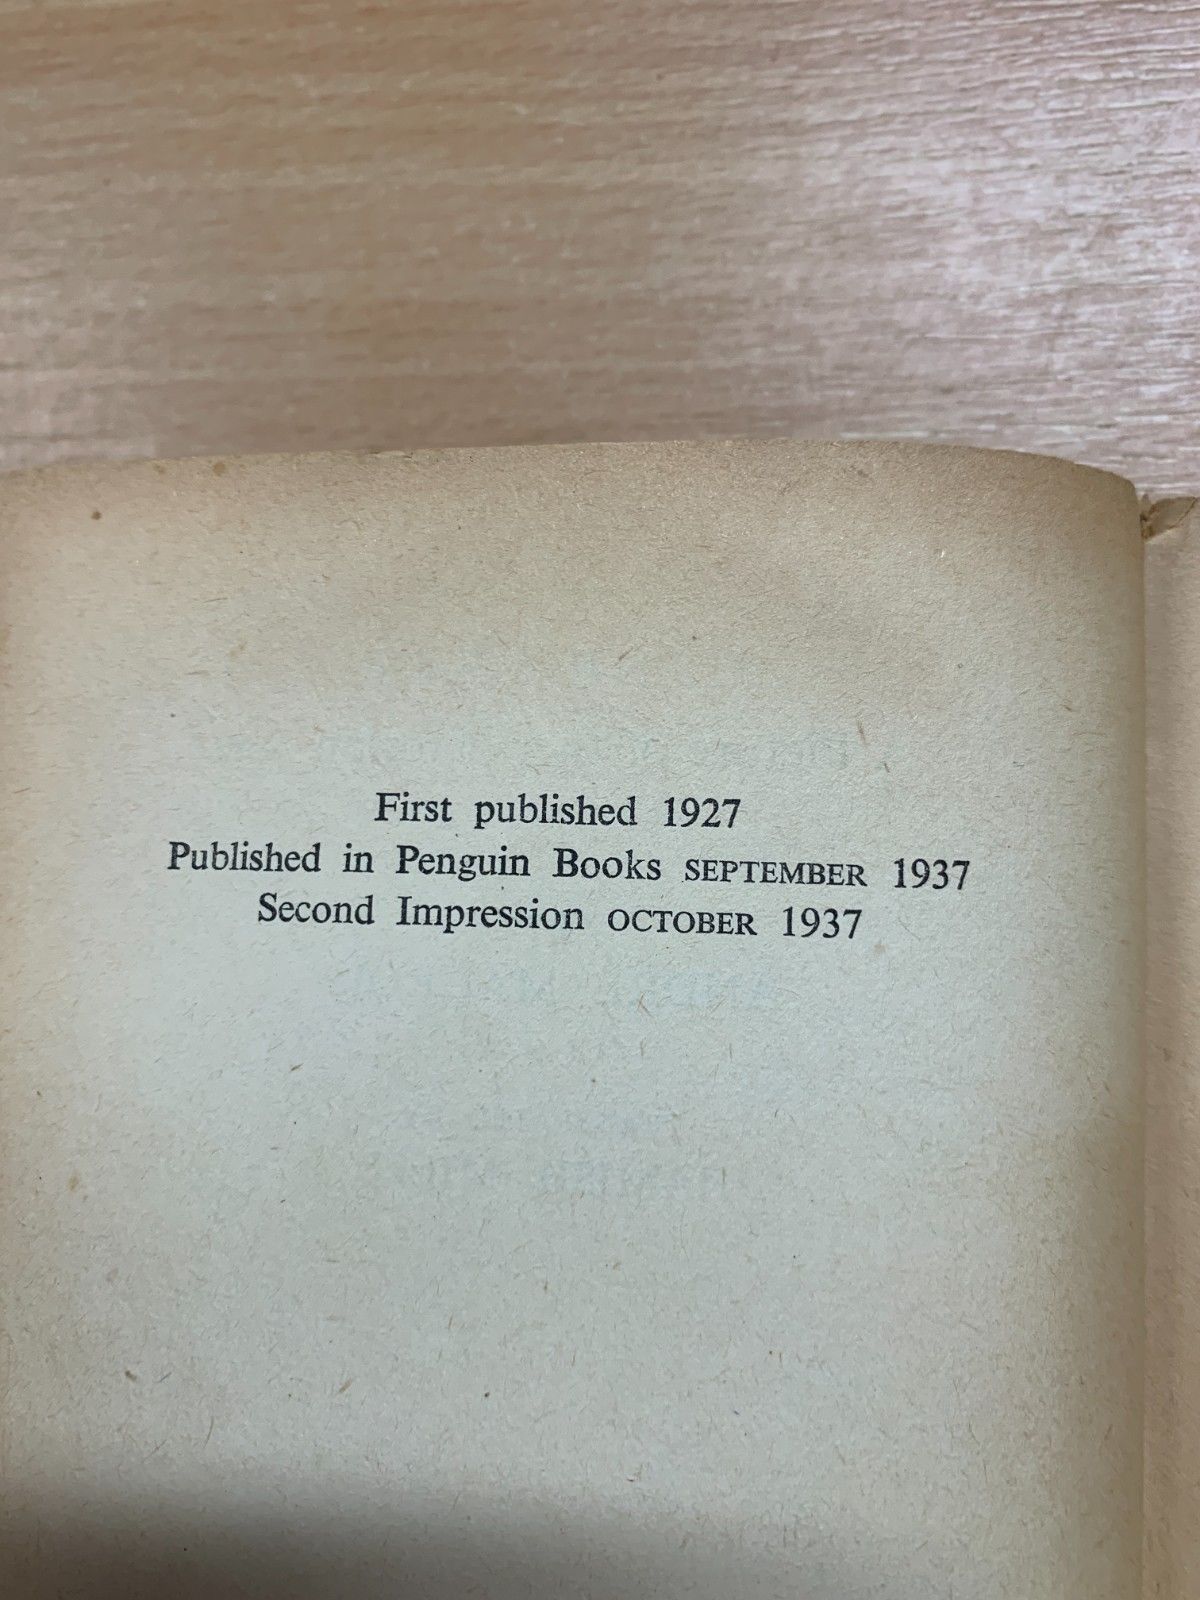 First published 1927
Published in Penguin Books SEPTEMBER 1937
Second Impression OCTOBER 1937